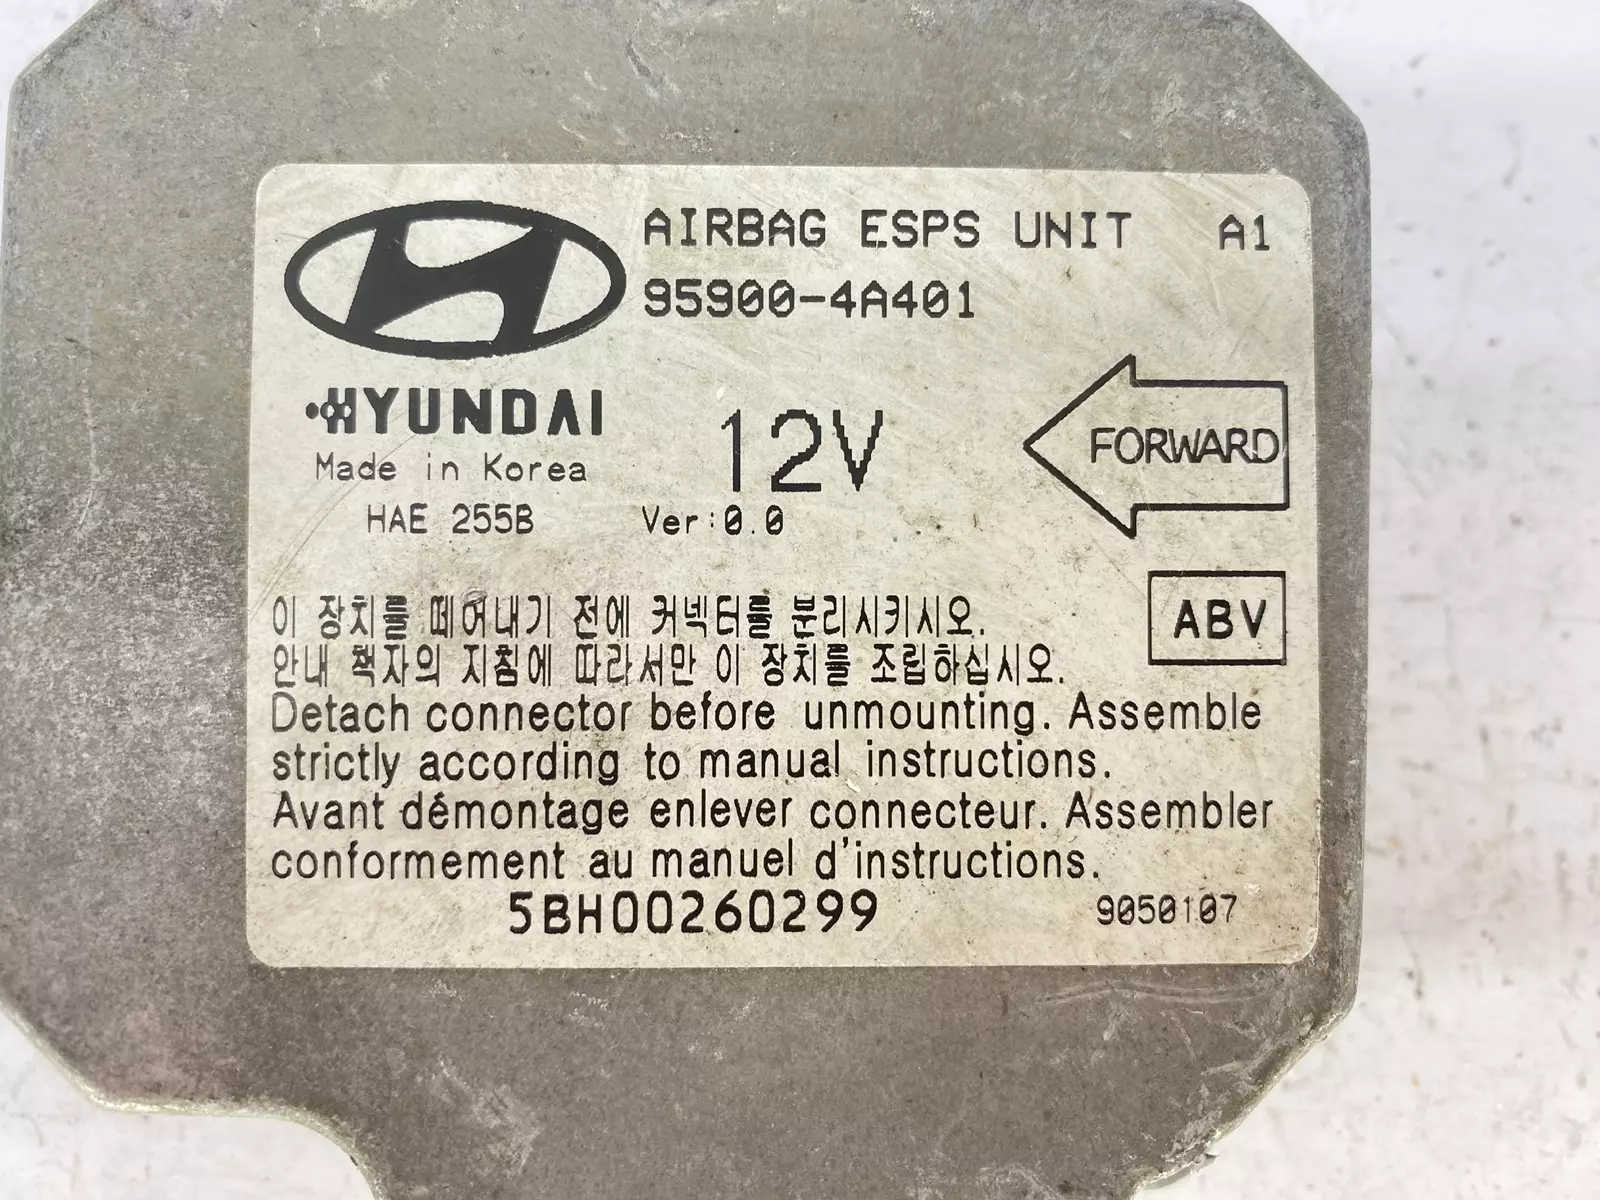 AIRBAG ESPS UNIT A1
95900-4A401
HYUNDAI
Made in Korea
HAE 255B
12V
Ver:0.0
FORWARD
ABV
이 장치를 떼어내기 전에 커넥터를 분리시키시오.
안내 책자의 지침에 따라서만 이 장치를 조립하십시오.
Detach connector before unmounting. Assemble
strictly according to manual instructions.
Avant démontage enlever connecteur. Assembler
conformement au manuel d'instructions.
5BH00260299 9050107